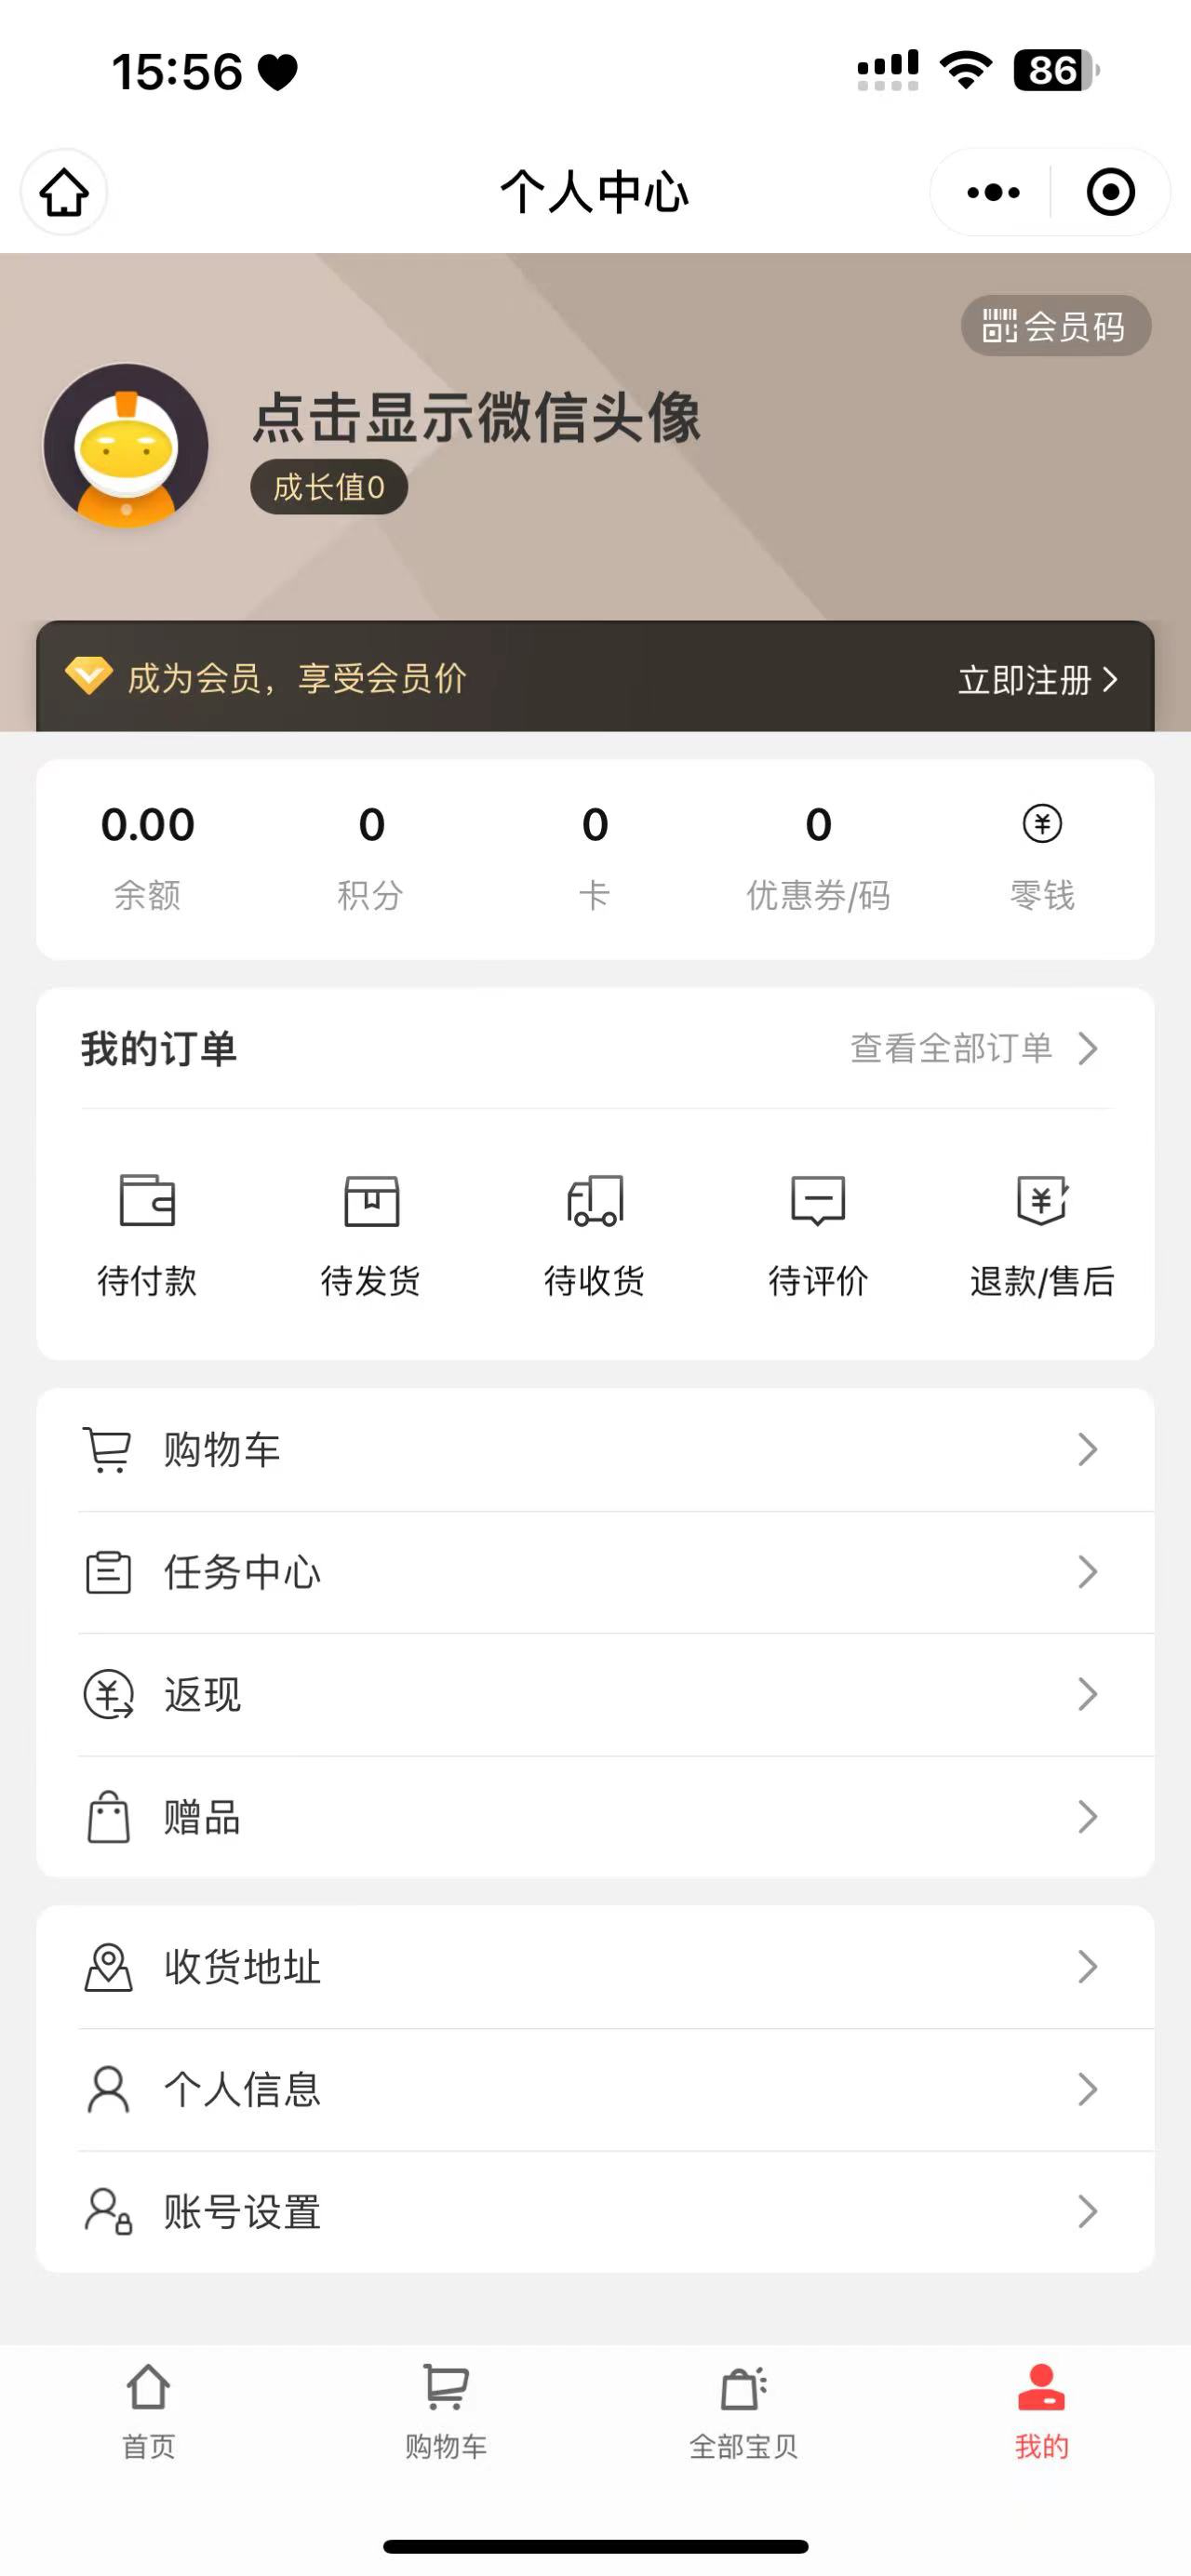 15:56
86
个人中心
会员码
点击显示微信头像
成长值0
成为会员，享受会员价 立即注册
0.00 0 0 0
余额 积分 卡 优惠券/码 零钱
我的订单 查看全部订单
待付款 待发货 待收货 待评价 退款/售后
购物车
任务中心
返现
赠品
收货地址
个人信息
账号设置
首页 购物车 全部宝贝 我的